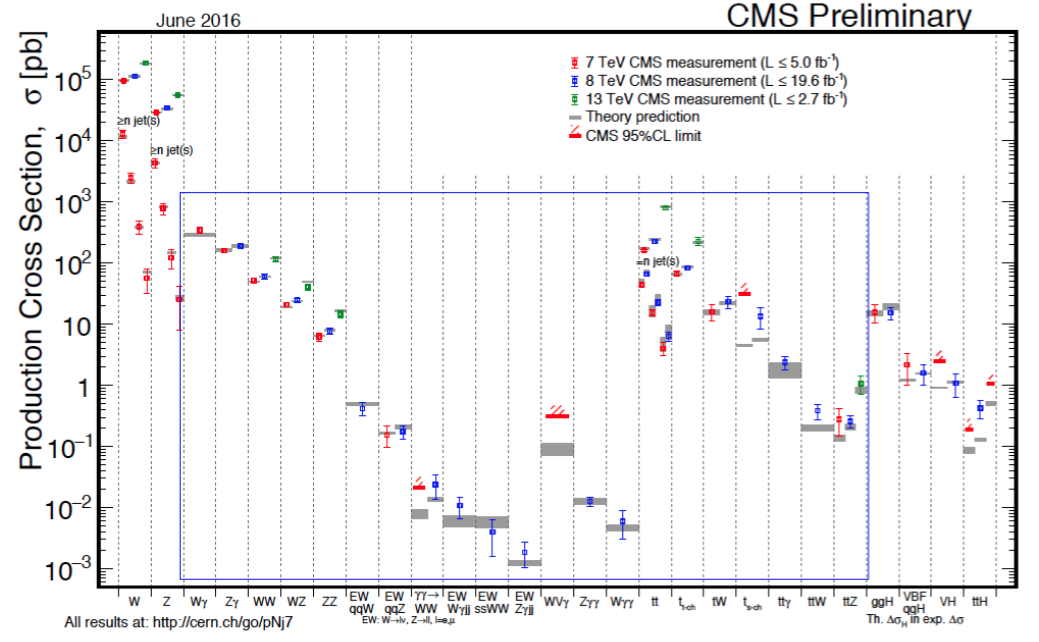 June 2016
CMS Preliminary
Production Cross Section, σ [pb]
10⁵
10⁴
10³
10²
10
1
10⁻¹
10⁻²
10⁻³
7 TeV CMS measurement (L ≤ 5.0 fb⁻¹)
8 TeV CMS measurement (L ≤ 19.6 fb⁻¹)
13 TeV CMS measurement (L ≤ 2.7 fb⁻¹)
Theory prediction
CMS 95%CL limit
≥n jet(s)
≥n jet(s)
=n jet(s)
W
Z
Wγ
Zγ
WW
WZ
ZZ
EW
qqW
EW
qqZ
γγ→
WW
EW
Wγjj
EW
ssWW
EW
Zγjj
WVγ
Zγγ
Wγγ
tt
t_t-ch
tW
t_s-ch
ttγ
ttW
ttZ
ggH
VBF
qqH
VH
ttH
All results at: http://cern.ch/go/pNj7
EW: W→lν, Z→ll, l=e,μ
Th. Δσ_H in exp. Δσ